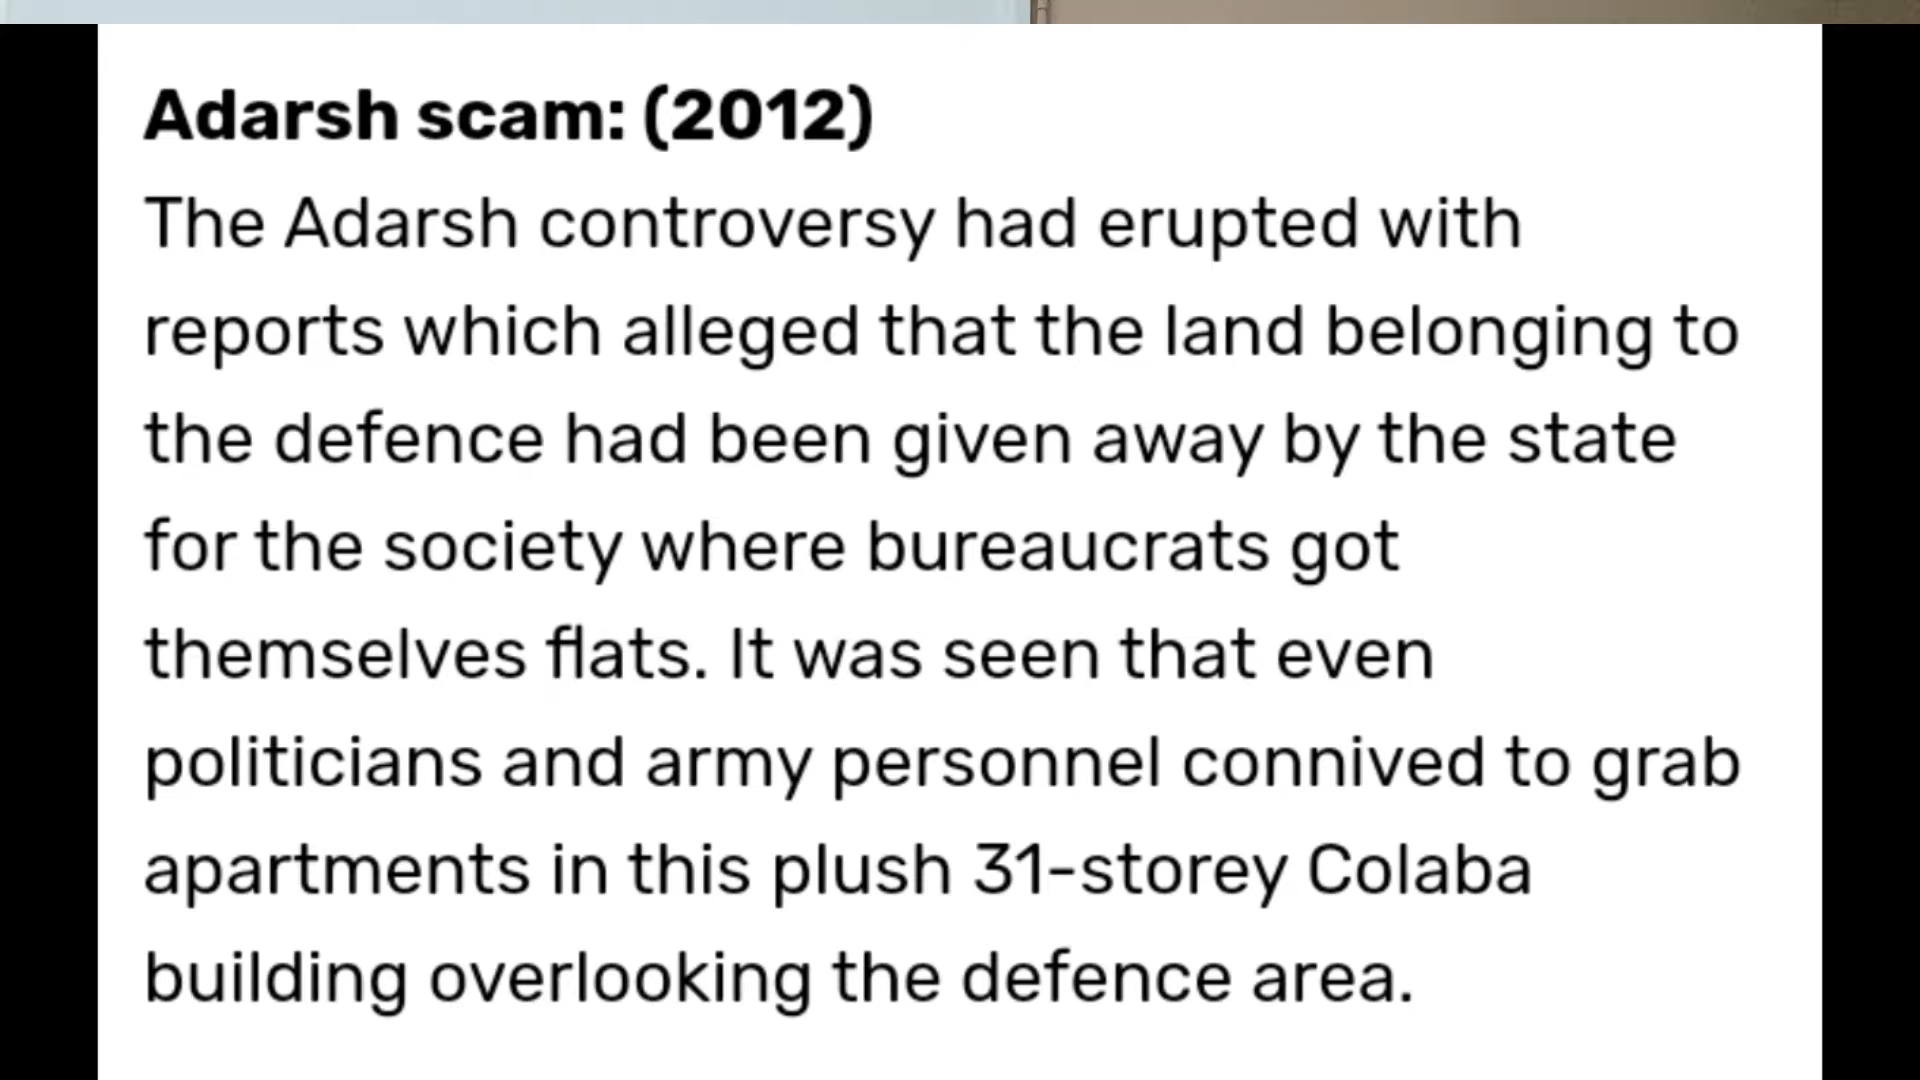 Adarsh scam: (2012)
The Adarsh controversy had erupted with
reports which alleged that the land belonging to
the defence had been given away by the state
for the society where bureaucrats got
themselves flats. It was seen that even
politicians and army personnel connived to grab
apartments in this plush 31-storey Colaba
building overlooking the defence area.